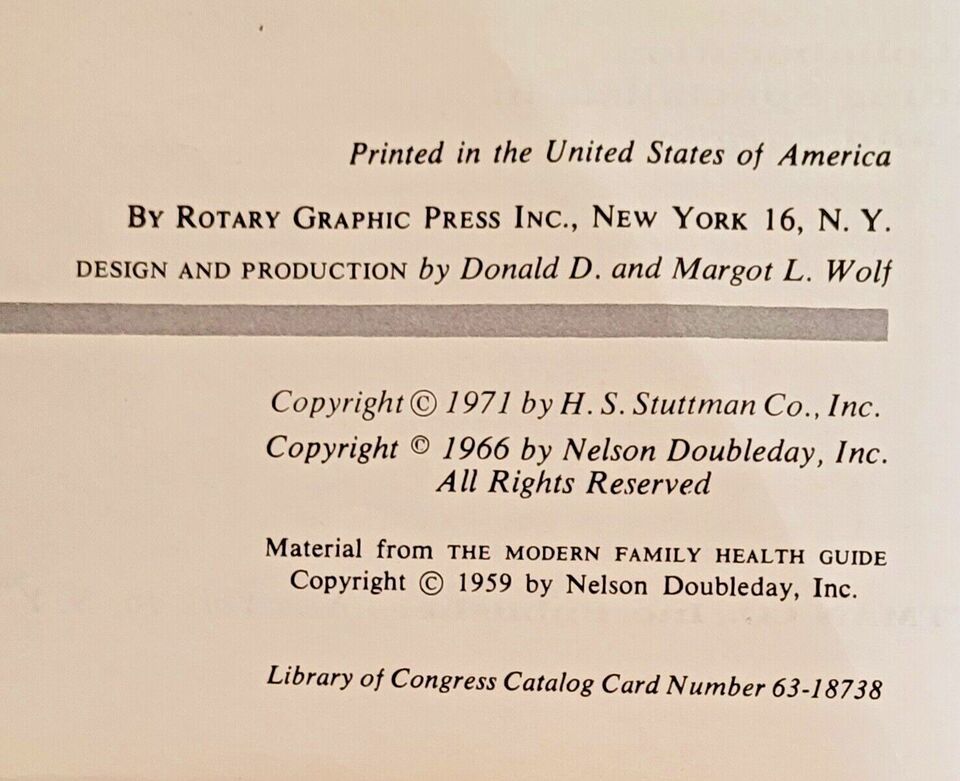 Printed in the United States of America
BY ROTARY GRAPHIC PRESS INC., NEW YORK 16, N. Y.
DESIGN AND PRODUCTION by Donald D. and Margot L. Wolf
Copyright © 1971 by H. S. Stuttman Co., Inc.
Copyright © 1966 by Nelson Doubleday, Inc.
All Rights Reserved
Material from THE MODERN FAMILY HEALTH GUIDE
Copyright © 1959 by Nelson Doubleday, Inc.
Library of Congress Catalog Card Number 63-18738